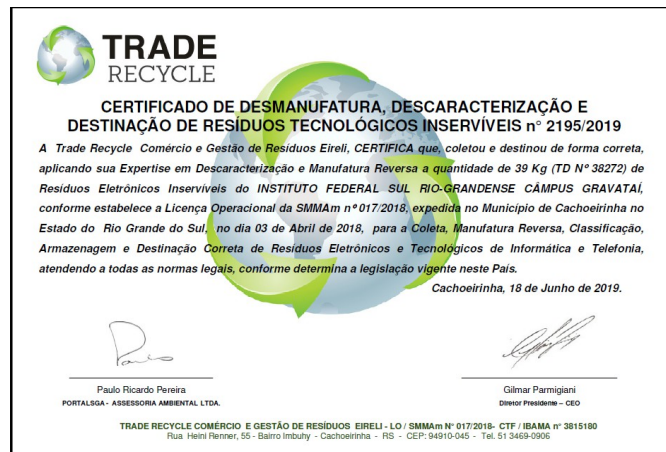 TRADE
RECYCLE
CERTIFICADO DE DESMANUFATURA, DESCARACTERIZAÇÃO E
DESTINAÇÃO DE RESÍDUOS TECNOLÓGICOS INSERVÍVEIS n° 2195/2019
A Trade Recycle Comércio e Gestão de Resíduos Eireli, CERTIFICA que, coletou e destinou de forma correta,
aplicando sua Expertise em Descaracterização e Manufatura Reversa a quantidade de 39 Kg (TD Nº 38272) de
Resíduos Eletrônicos Inservíveis do INSTITUTO FEDERAL SUL RIO-GRANDENSE CÂMPUS GRAVATAÍ,
conforme estabelece a Licença Operacional da SMMAm nº 017/2018, expedida no Município de Cachoeirinha no
Estado do Rio Grande do Sul, no dia 03 de Abril de 2018, para a Coleta, Manufatura Reversa, Classificação,
Armazenagem e Destinação Correta de Resíduos Eletrônicos e Tecnológicos de Informática e Telefonia,
atendendo a todas as normas legais, conforme determina a legislação vigente neste País.
Cachoeirinha, 18 de Junho de 2019.
Paulo Ricardo Pereira
PORTALSGA - ASSESSORIA AMBIENTAL LTDA.
Gilmar Parmigiani
Diretor Presidente – CEO
TRADE RECYCLE COMÉRCIO E GESTÃO DE RESÍDUOS EIRELI - LO / SMMAm N° 017/2018- CTF / IBAMA n° 3815180
Rua Heini Renner, 55 - Bairro Imbuhy - Cachoeirinha - RS - CEP: 94910-045 - Tel. 51 3469-0906